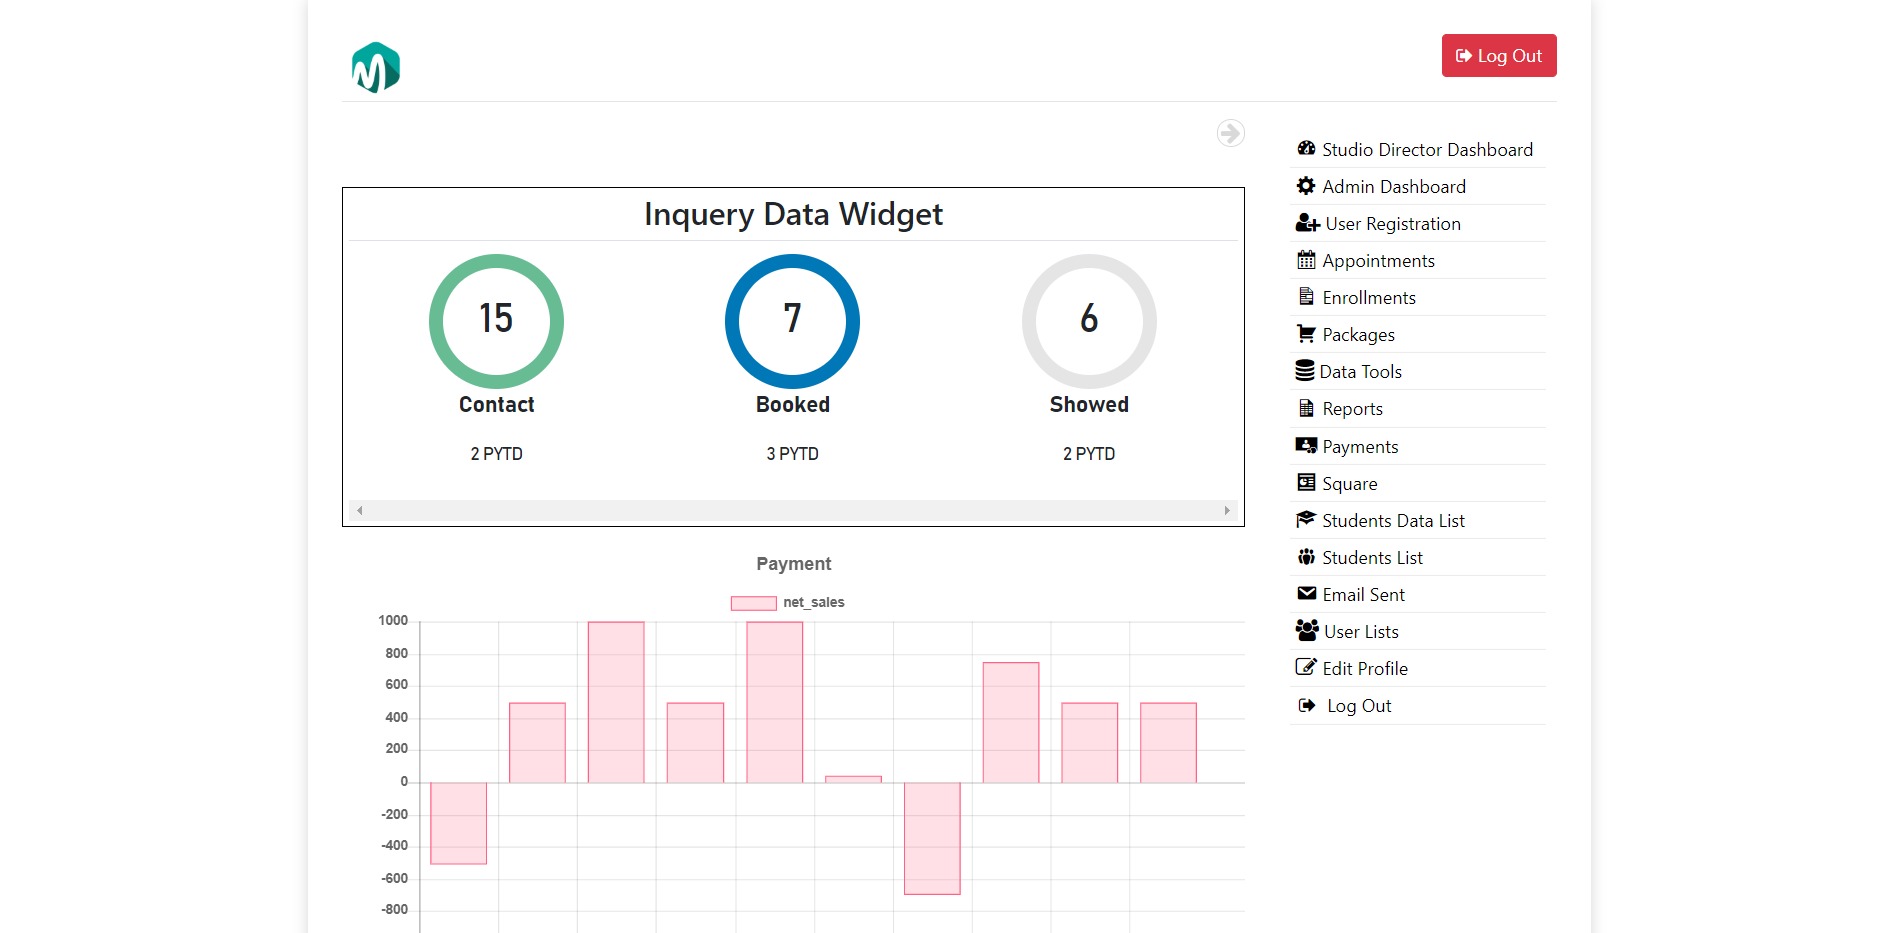 Log Out
Inquery Data Widget
15
7
6
Contact
Booked
Showed
2 PYTD
3 PYTD
2 PYTD
Payment
net_sales
1000
800
600
400
200
0
-200
-400
-600
-800
Studio Director Dashboard
Admin Dashboard
User Registration
Appointments
Enrollments
Packages
Data Tools
Reports
Payments
Square
Students Data List
Students List
Email Sent
User Lists
Edit Profile
Log Out